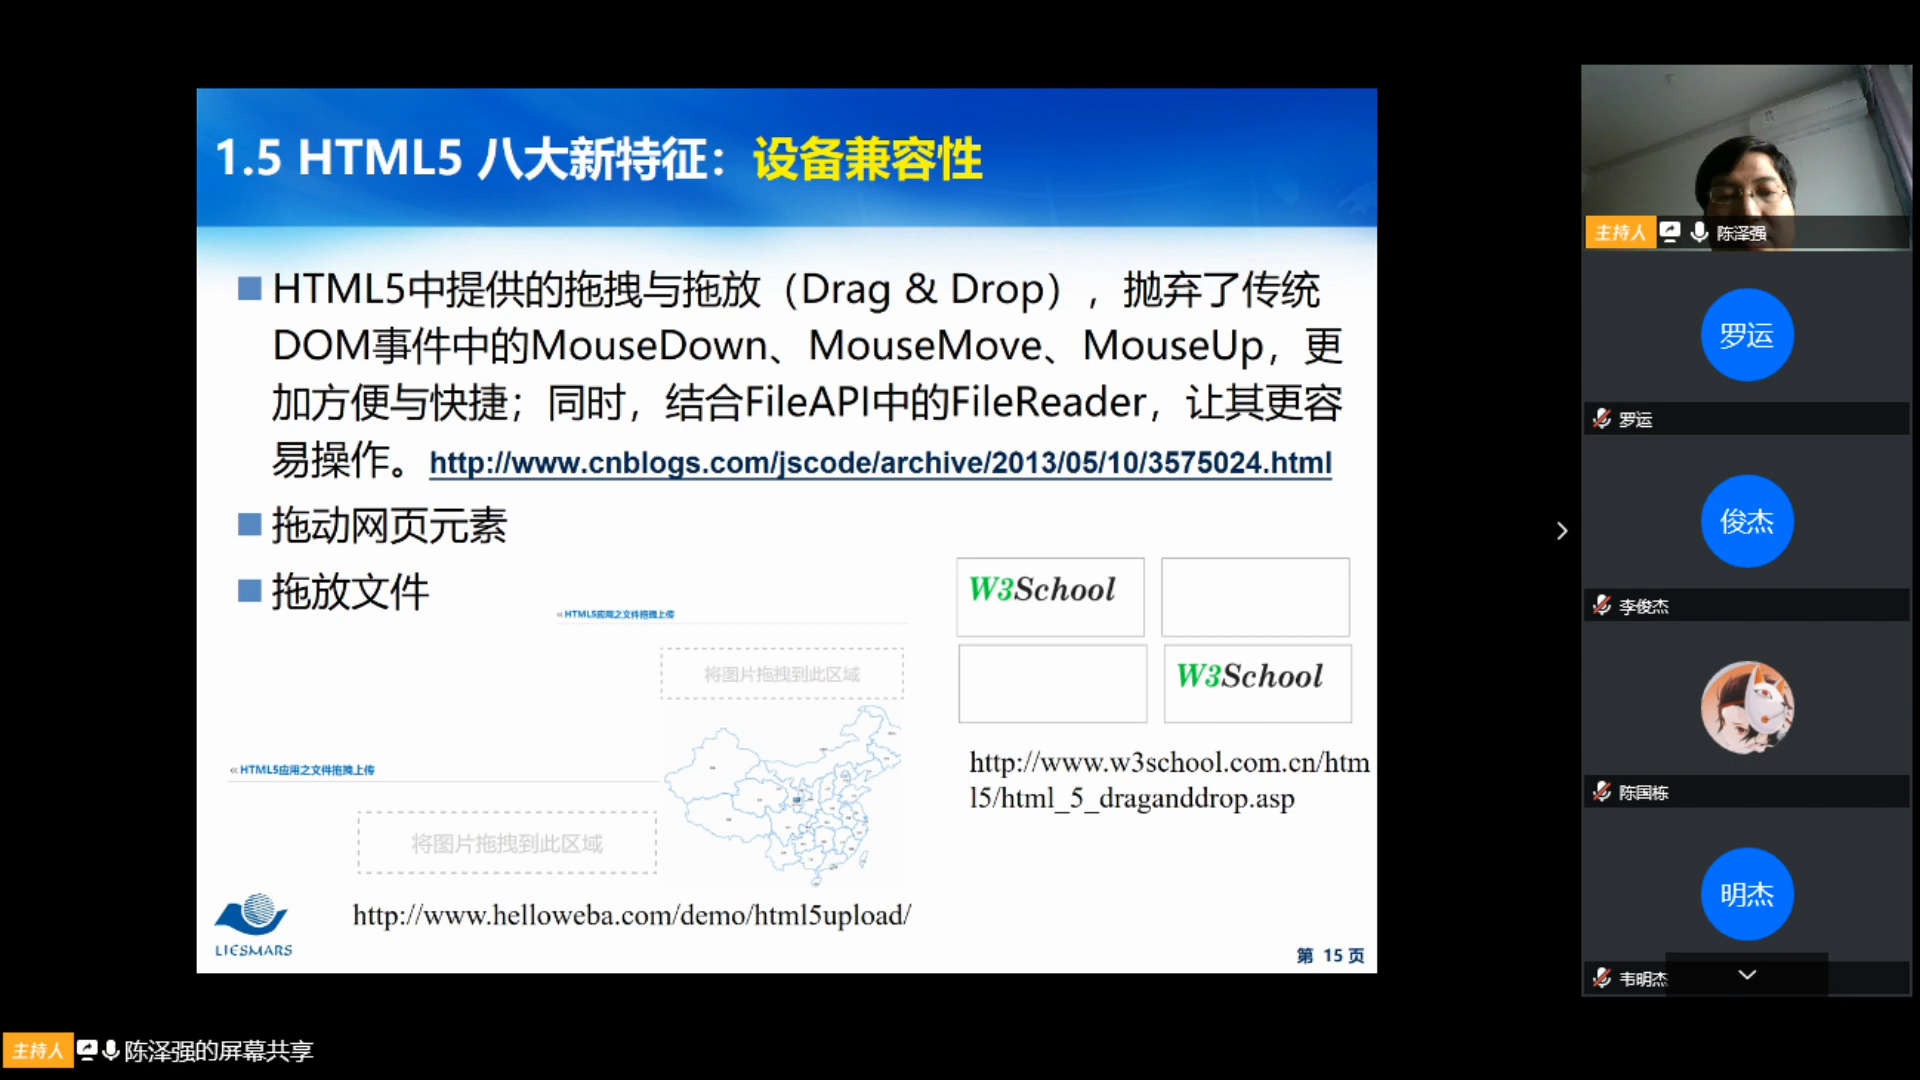 1.5 HTML5 八大新特征：设备兼容性
HTML5中提供的拖拽与拖放（Drag & Drop），抛弃了传统
DOM事件中的MouseDown、MouseMove、MouseUp，更
加方便与快捷；同时，结合FileAPI中的FileReader，让其更容
易操作。http://www.cnblogs.com/jscode/archive/2013/05/10/3575024.html
拖动网页元素
拖放文件
«HTML5应用之文件拖拽上传
将图片拖拽到此区域
«HTML5应用之文件拖拽上传
将图片拖拽到此区域
http://www.helloweba.com/demo/html5upload/
W3School
W3School
http://www.w3school.com.cn/htm
l5/html_5_draganddrop.asp
LIESMARS
第 15 页
主持人 陈泽强
罗运
罗运
俊杰
李俊杰
陈国栋
明杰
韦明杰
主持人 陈泽强的屏幕共享